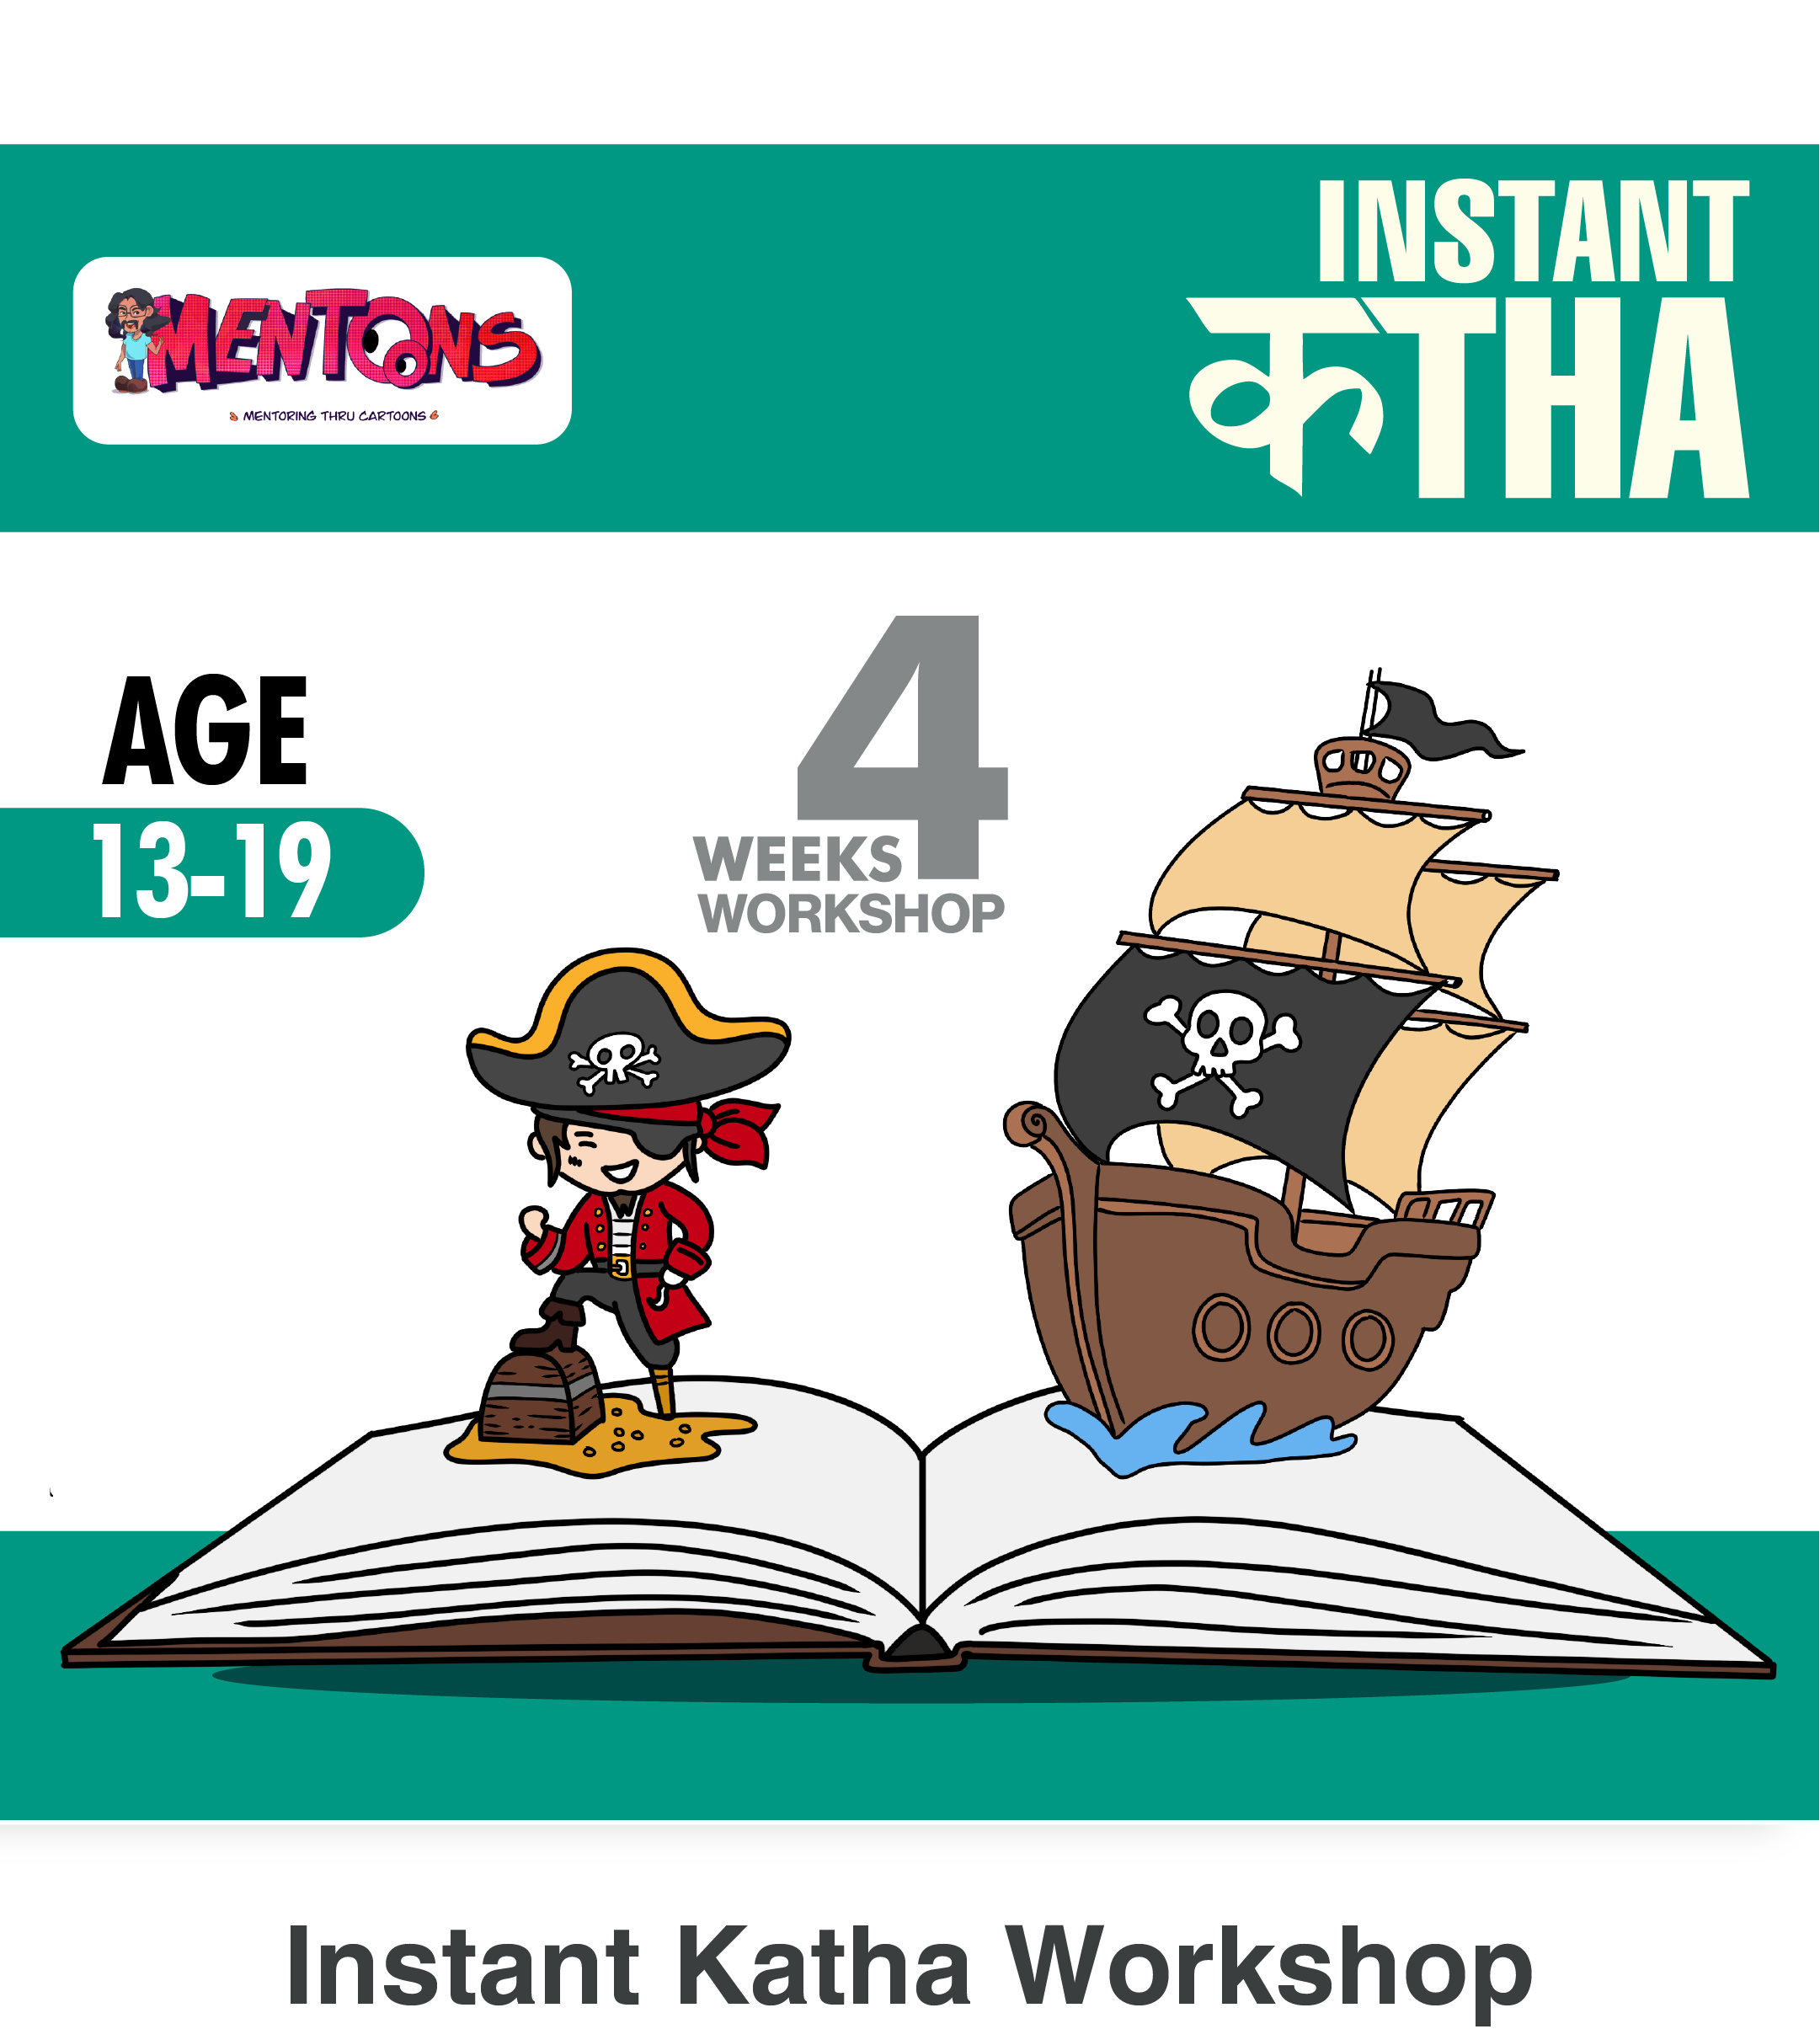 MENTOONS
MENTORING THRU CARTOONS
INSTANT
कTHA
AGE
13-19
4
WEEKS
WORKSHOP
Instant Katha Workshop